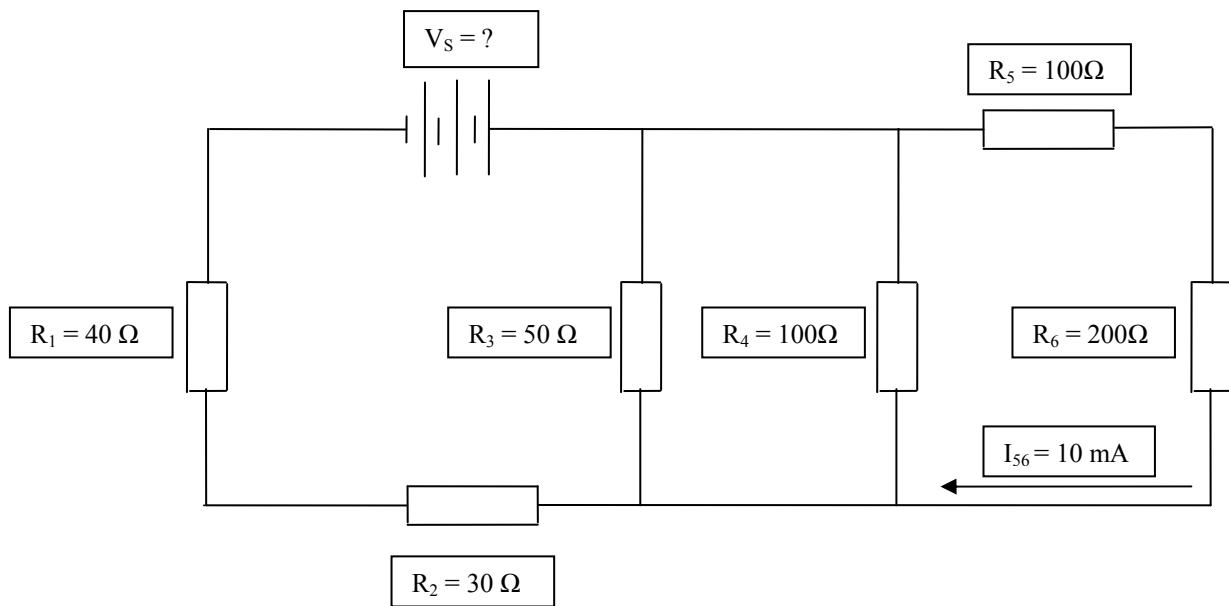 V_S = ?
R_5 = 100Ω
R_1 = 40 Ω
R_3 = 50 Ω
R_4 = 100Ω
R_6 = 200Ω
I_56 = 10 mA
R_2 = 30 Ω